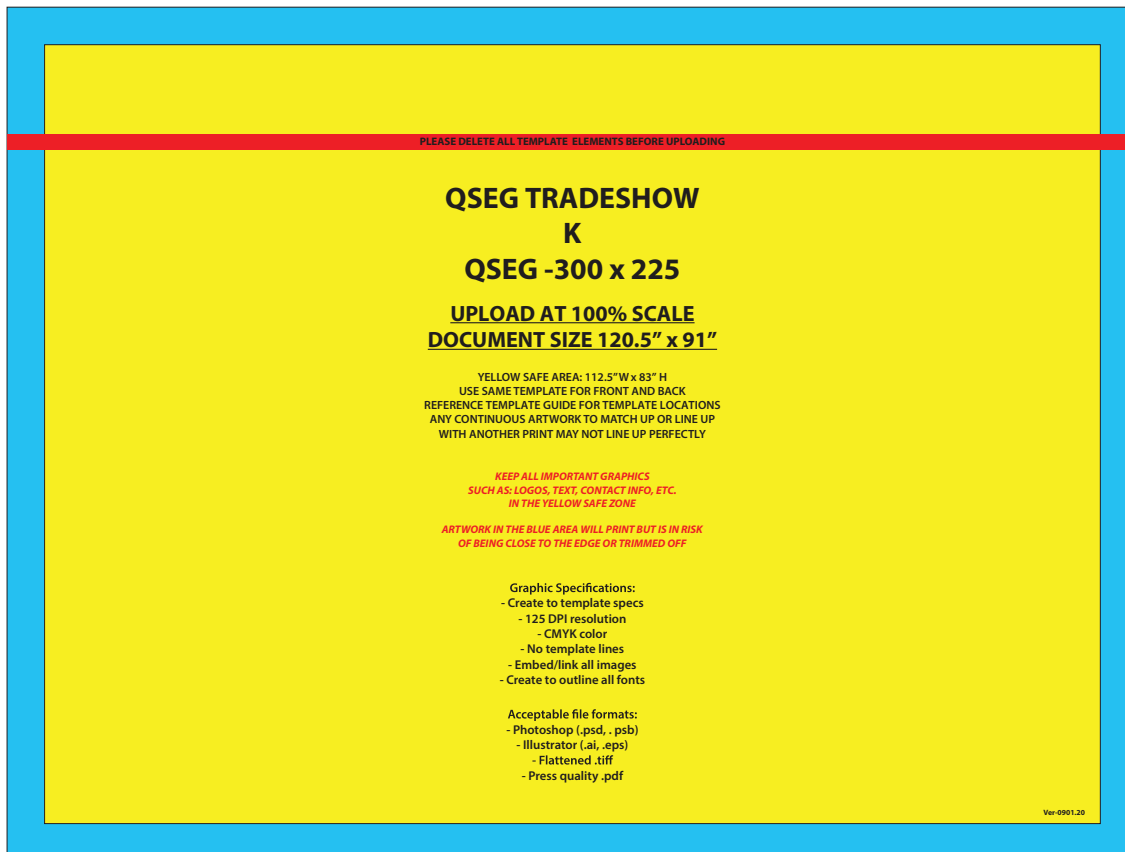 PLEASE DELETE ALL TEMPLATE ELEMENTS BEFORE UPLOADING
QSEG TRADESHOW
K
QSEG -300 x 225
UPLOAD AT 100% SCALE
DOCUMENT SIZE 120.5” x 91”
YELLOW SAFE AREA: 112.5” W x 83” H
USE SAME TEMPLATE FOR FRONT AND BACK
REFERENCE TEMPLATE GUIDE FOR TEMPLATE LOCATIONS
ANY CONTINUOUS ARTWORK TO MATCH UP OR LINE UP
WITH ANOTHER PRINT MAY NOT LINE UP PERFECTLY
KEEP ALL IMPORTANT GRAPHICS
SUCH AS: LOGOS, TEXT, CONTACT INFO, ETC.
IN THE YELLOW SAFE ZONE
ARTWORK IN THE BLUE AREA WILL PRINT BUT IS IN RISK
OF BEING CLOSE TO THE EDGE OR TRIMMED OFF
Graphic Specifications:
- Create to template specs
- 125 DPI resolution
- CMYK color
- No template lines
- Embed/link all images
- Create to outline all fonts
Acceptable file formats:
- Photoshop (.psd, . psb)
- Illustrator (.ai, .eps)
- Flattened .tiff
- Press quality .pdf
Ver-0901.20